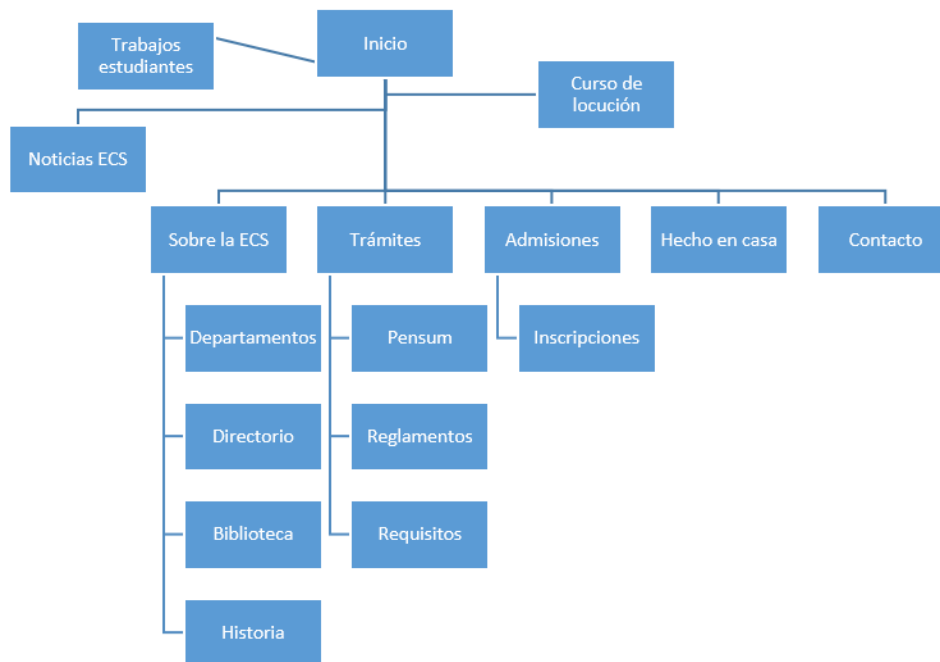 Inicio
Trabajos
estudiantes
Curso de
locución
Noticias ECS
Sobre la ECS
Trámites
Admisiones
Hecho en casa
Contacto
Departamentos
Pensum
Inscripciones
Directorio
Reglamentos
Biblioteca
Requisitos
Historia